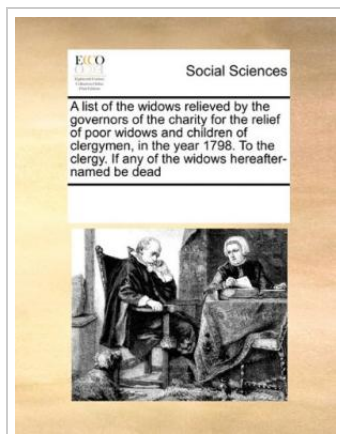 ECCO
Social Sciences
A list of the widows relieved by the
governors of the charity for the relief
of poor widows and children of
clergymen, in the year 1798. To the
clergy. If any of the widows hereafter-
named be dead